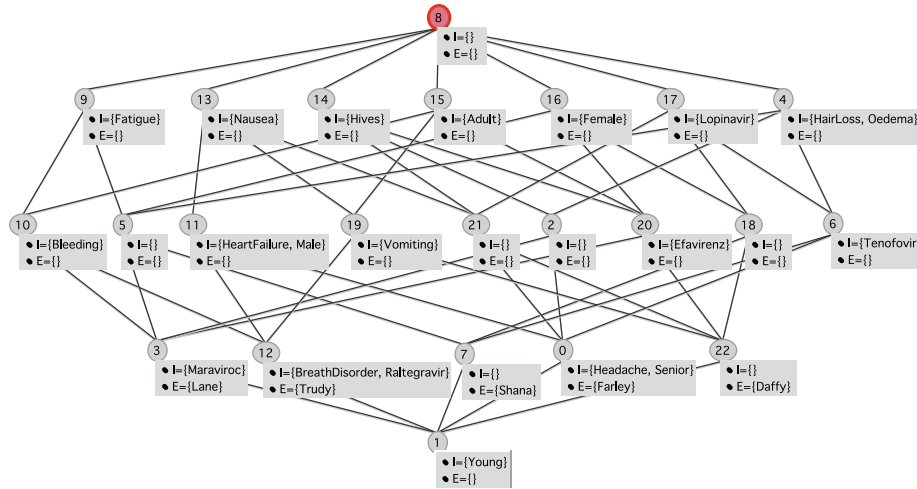 8
I={}
E={}
9
I={Fatigue}
E={}
13
I={Nausea}
E={}
14
I={Hives}
E={}
15
I={Adult}
E={}
16
I={Female}
E={}
17
I={Lopinavir}
E={}
4
I={HairLoss, Oedema}
E={}
10
I={Bleeding}
E={}
5
I={}
E={}
11
I={HeartFailure, Male}
E={}
19
I={Vomiting}
E={}
21
I={}
E={}
2
I={}
E={}
20
I={Efavirenz}
E={}
18
I={}
E={}
6
I={Tenofovir}
E={}
3
I={Maraviroc}
E={Lane}
12
I={BreathDisorder, Raltegravir}
E={Trudy}
7
I={}
E={Shana}
0
I={Headache, Senior}
E={Farley}
22
I={}
E={Daffy}
1
I={Young}
E={}